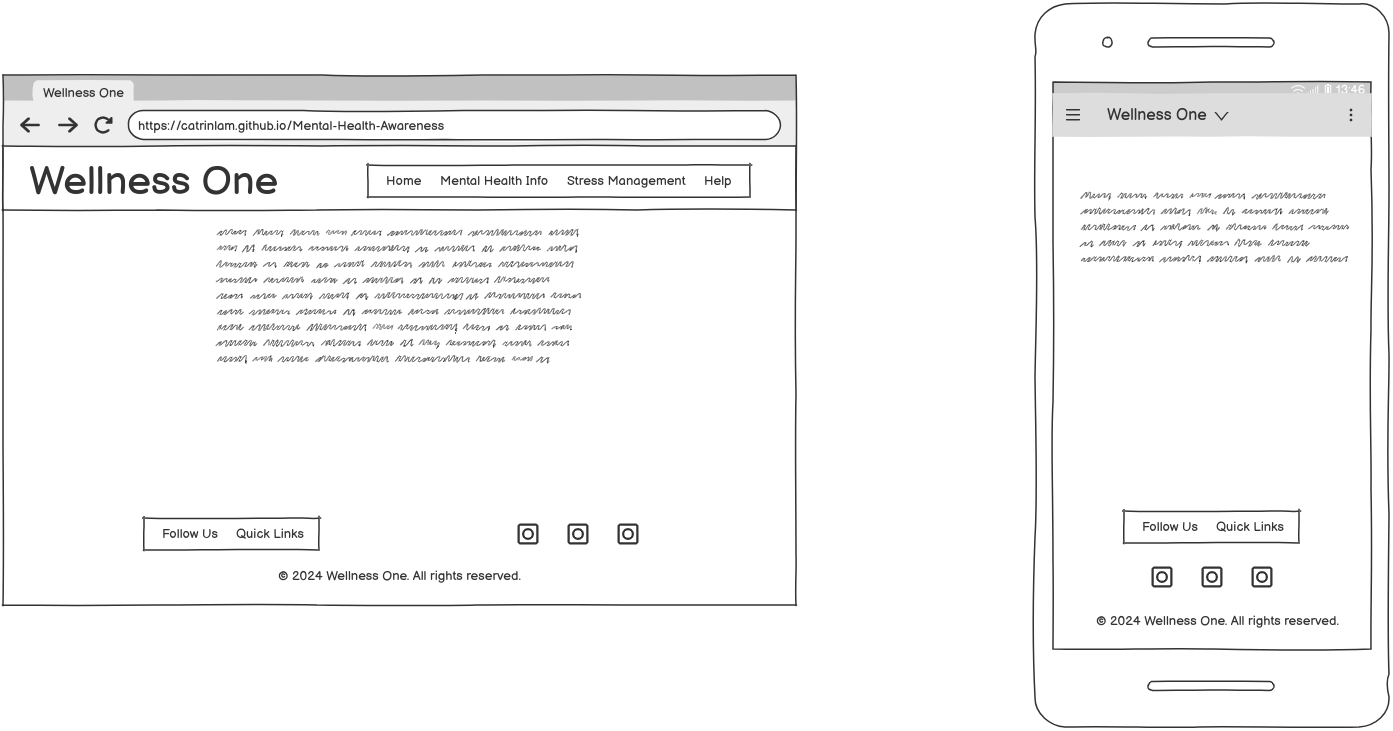 Wellness One
https://catrinlam.github.io/Mental-Health-Awareness
Wellness One
Home Mental Health Info Stress Management Help
Follow Us Quick Links
© 2024 Wellness One. All rights reserved.
13:46
Wellness One
Follow Us Quick Links
© 2024 Wellness One. All rights reserved.